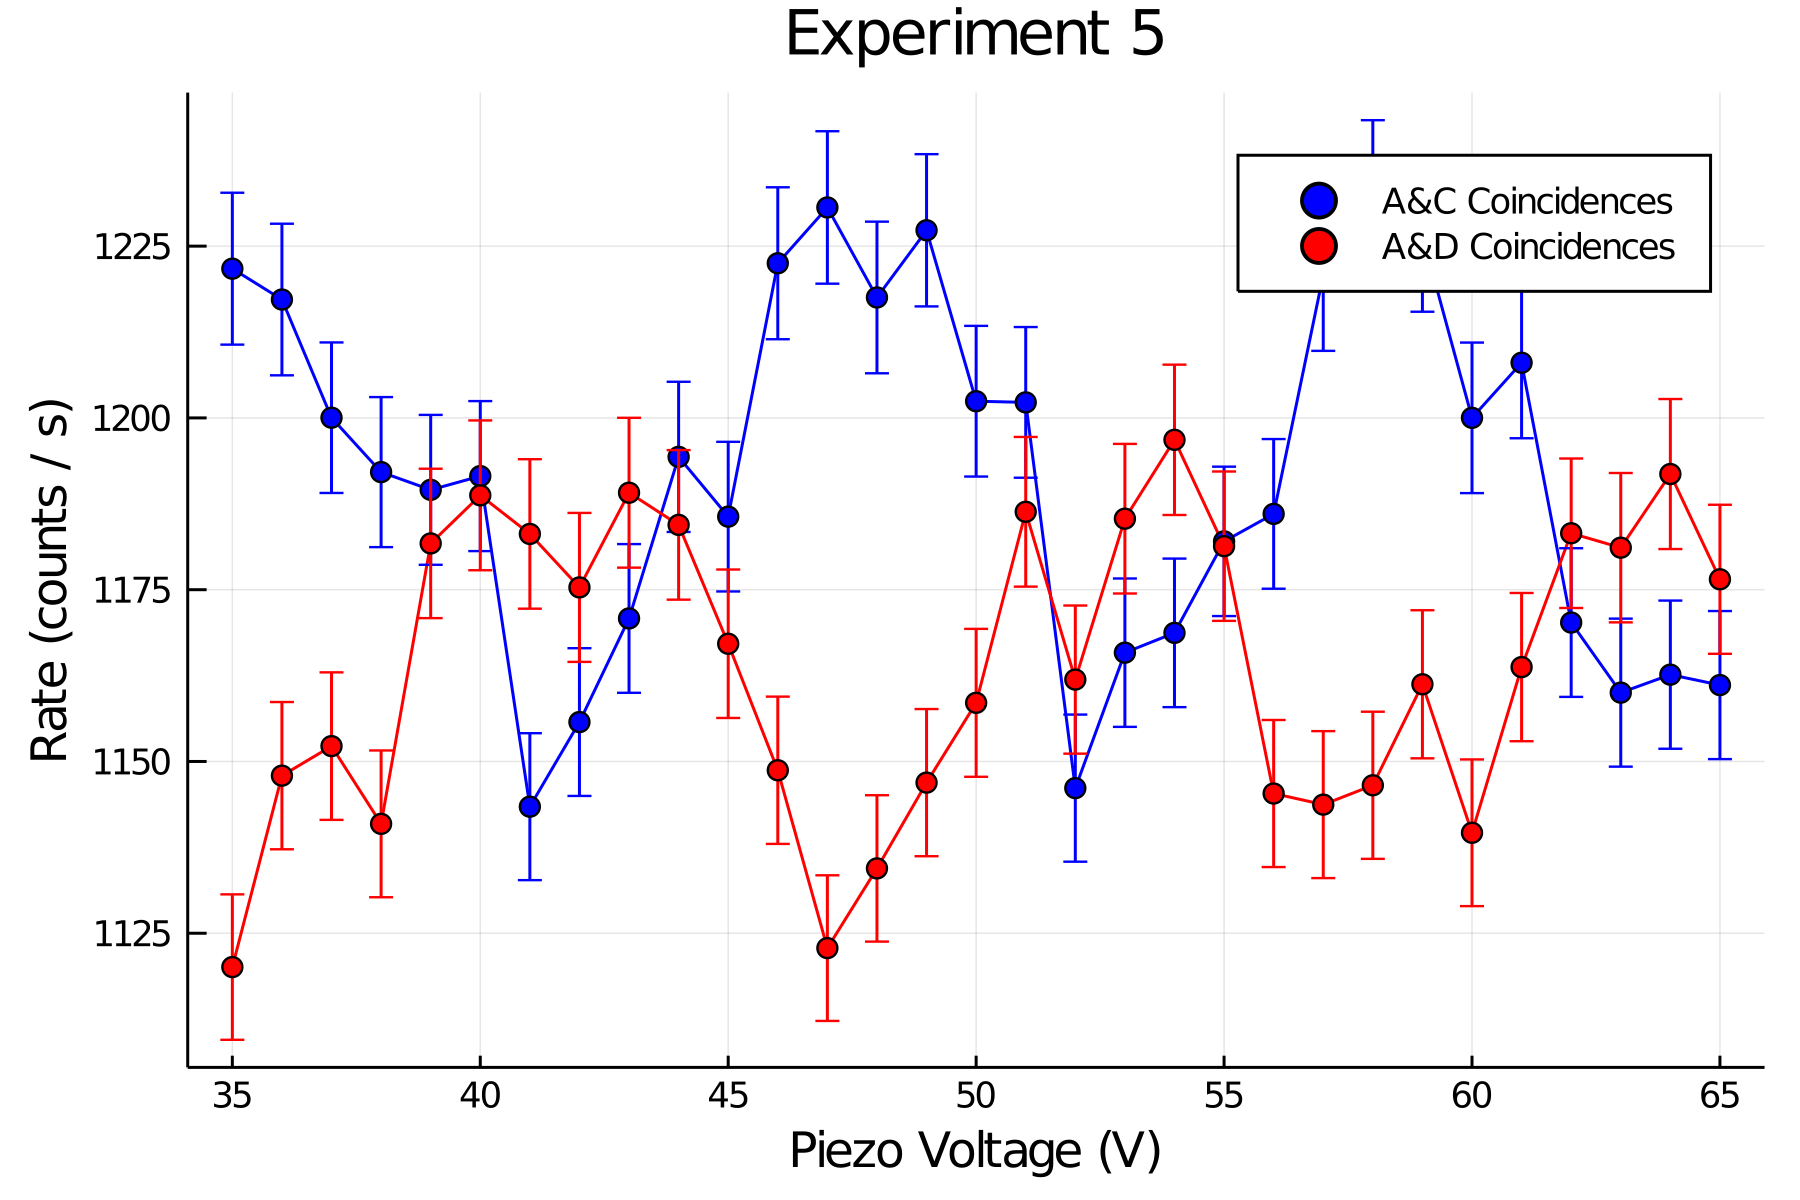 Experiment 5
A&C Coincidences
A&D Coincidences
1225
1200
1175
1150
1125
Rate (counts / s)
35 40 45 50 55 60 65
Piezo Voltage (V)